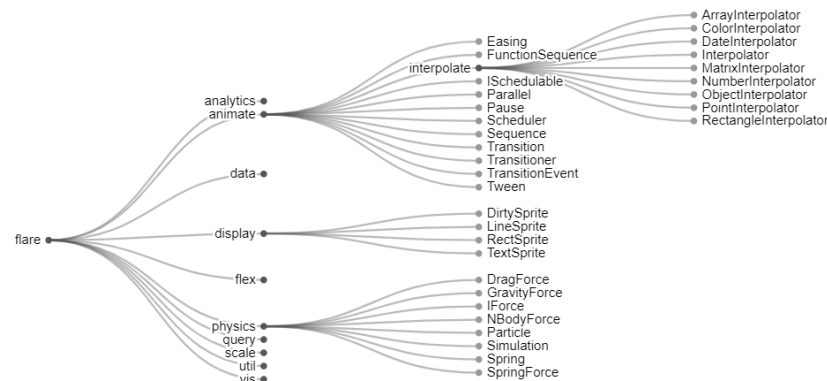 flare
analytics
animate
data
display
flex
physics
query
scale
util
vis
Easing
FunctionSequence
interpolate
ISchedulable
Parallel
Pause
Scheduler
Sequence
Transition
Transitioner
TransitionEvent
Tween
DirtySprite
LineSprite
RectSprite
TextSprite
DragForce
GravityForce
IForce
NBodyForce
Particle
Simulation
Spring
SpringForce
ArrayInterpolator
ColorInterpolator
DateInterpolator
Interpolator
MatrixInterpolator
NumberInterpolator
ObjectInterpolator
PointInterpolator
RectangleInterpolator